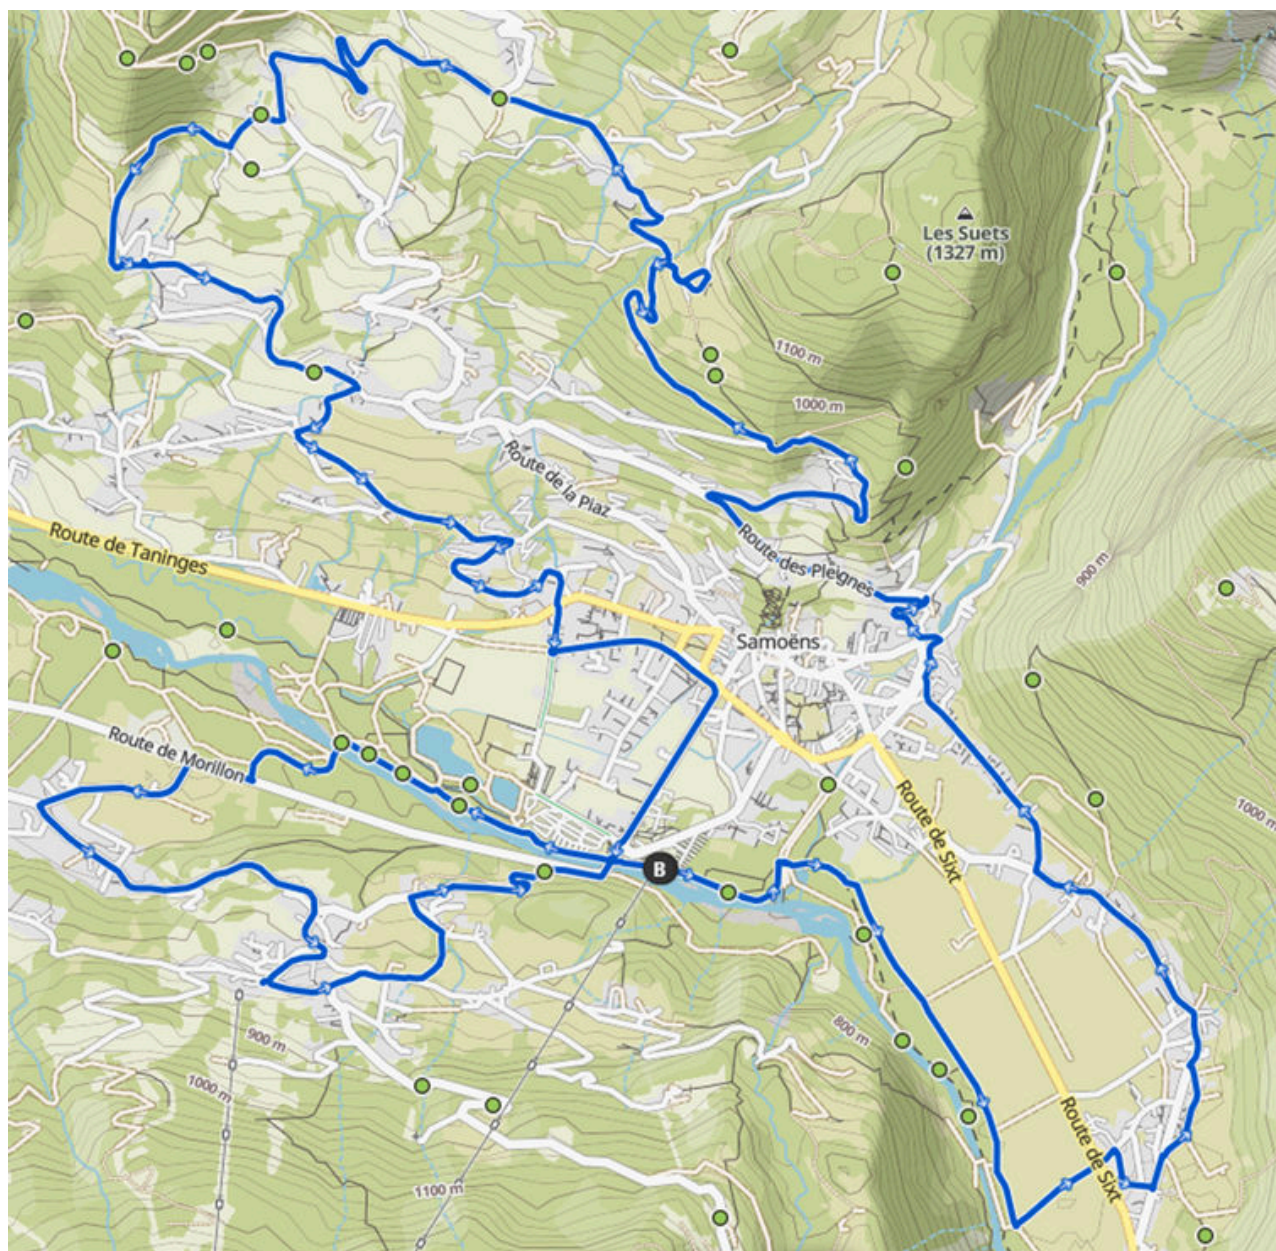 Les Suets
(1327 m)
1100 m
1000 m
Route de la Piaz
Route de Taninges
Route des Pleignes
900 m
Samoëns
Route de Morillon
Route de Sixt
1000 m
B
800 m
900 m
1000 m
Route de Sixt
1100 m